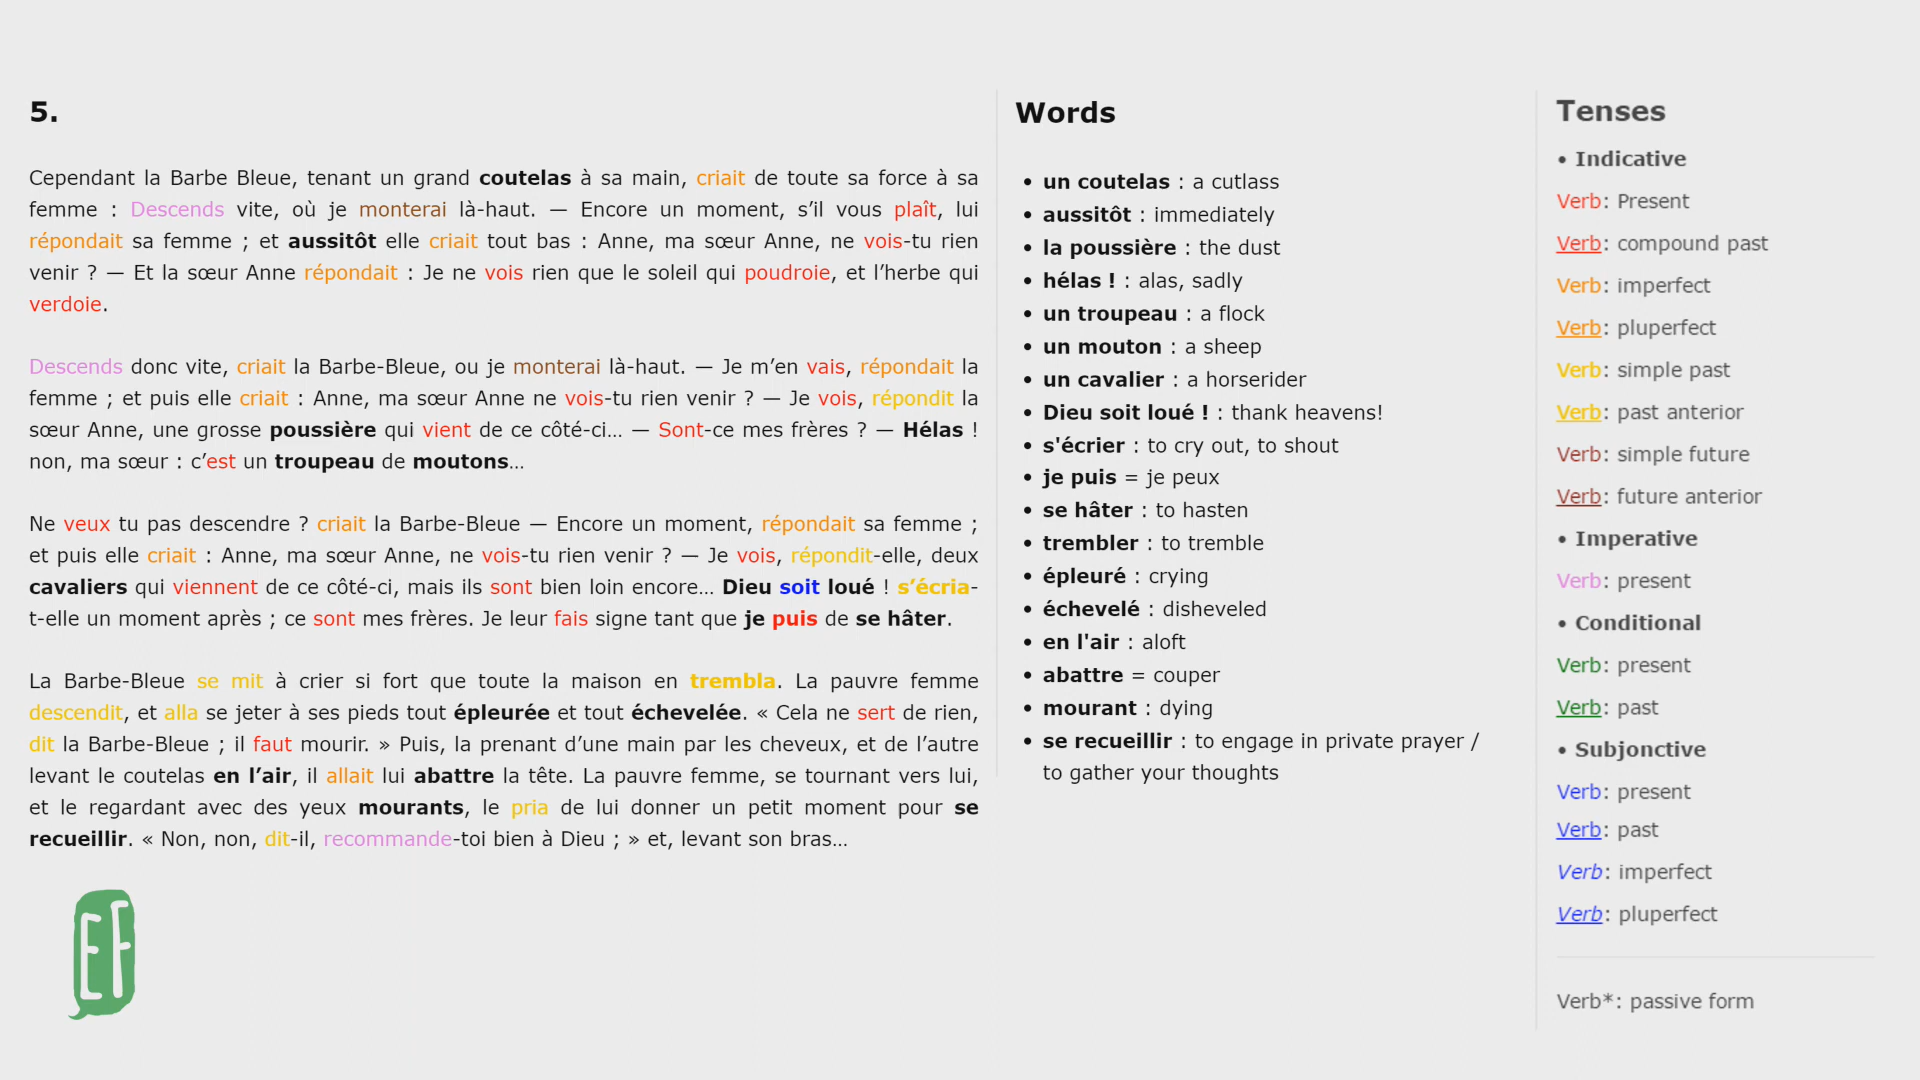 5.
Cependant la Barbe Bleue, tenant un grand coutelas à sa main, criait de toute sa force à sa
femme : Descends vite, où je monterai là-haut. — Encore un moment, s’il vous plaît, lui
répondait sa femme ; et aussitôt elle criait tout bas : Anne, ma sœur Anne, ne vois-tu rien
venir ? — Et la sœur Anne répondait : Je ne vois rien que le soleil qui poudroie, et l’herbe qui
verdoie.
Descends donc vite, criait la Barbe-Bleue, ou je monterai là-haut. — Je m’en vais, répondait la
femme ; et puis elle criait : Anne, ma sœur Anne ne vois-tu rien venir ? — Je vois, répondit la
sœur Anne, une grosse poussière qui vient de ce côté-ci… — Sont-ce mes frères ? — Hélas !
non, ma sœur : c’est un troupeau de moutons…
Ne veux tu pas descendre ? criait la Barbe-Bleue — Encore un moment, répondait sa femme ;
et puis elle criait : Anne, ma sœur Anne, ne vois-tu rien venir ? — Je vois, répondit-elle, deux
cavaliers qui viennent de ce côté-ci, mais ils sont bien loin encore… Dieu soit loué ! s’écria-
t-elle un moment après ; ce sont mes frères. Je leur fais signe tant que je puis de se hâter.
La Barbe-Bleue se mit à crier si fort que toute la maison en trembla. La pauvre femme
descendit, et alla se jeter à ses pieds tout épleurée et tout échevelée. « Cela ne sert de rien,
dit la Barbe-Bleue ; il faut mourir. » Puis, la prenant d’une main par les cheveux, et de l’autre
levant le coutelas en l’air, il allait lui abattre la tête. La pauvre femme, se tournant vers lui,
et le regardant avec des yeux mourants, le pria de lui donner un petit moment pour se
recueillir. « Non, non, dit-il, recommande-toi bien à Dieu ; » et, levant son bras…
EF
Words
• un coutelas : a cutlass
• aussitôt : immediately
• la poussière : the dust
• hélas ! : alas, sadly
• un troupeau : a flock
• un mouton : a sheep
• un cavalier : a horserider
• Dieu soit loué ! : thank heavens!
• s'écrier : to cry out, to shout
• je puis = je peux
• se hâter : to hasten
• trembler : to tremble
• épleuré : crying
• échevelé : disheveled
• en l'air : aloft
• abattre = couper
• mourant : dying
• se recueillir : to engage in private prayer /
to gather your thoughts
Tenses
• Indicative
Verb: Present
Verb: compound past
Verb: imperfect
Verb: pluperfect
Verb: simple past
Verb: past anterior
Verb: simple future
Verb: future anterior
• Imperative
Verb: present
• Conditional
Verb: present
Verb: past
• Subjonctive
Verb: present
Verb: past
Verb: imperfect
Verb: pluperfect
Verb*: passive form